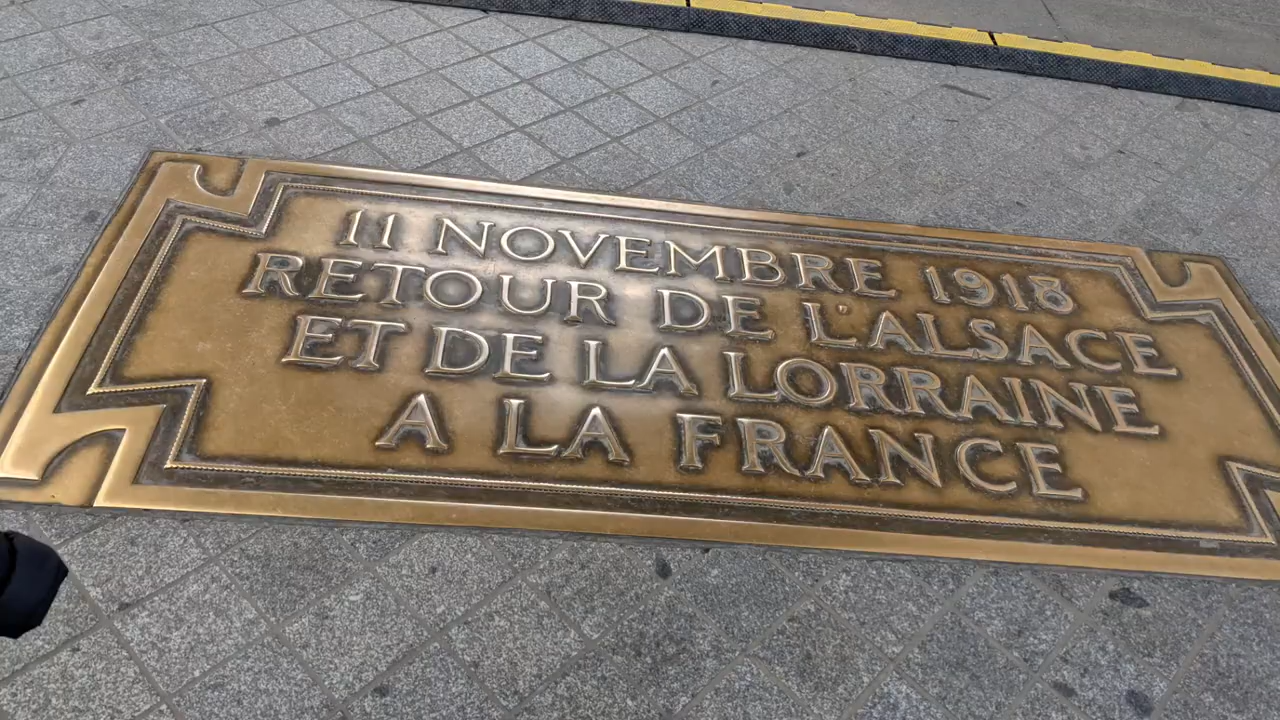 11 NOVEMBRE 1918
RETOUR DE L'ALSACE
ET DE LA LORRAINE
A LA FRANCE